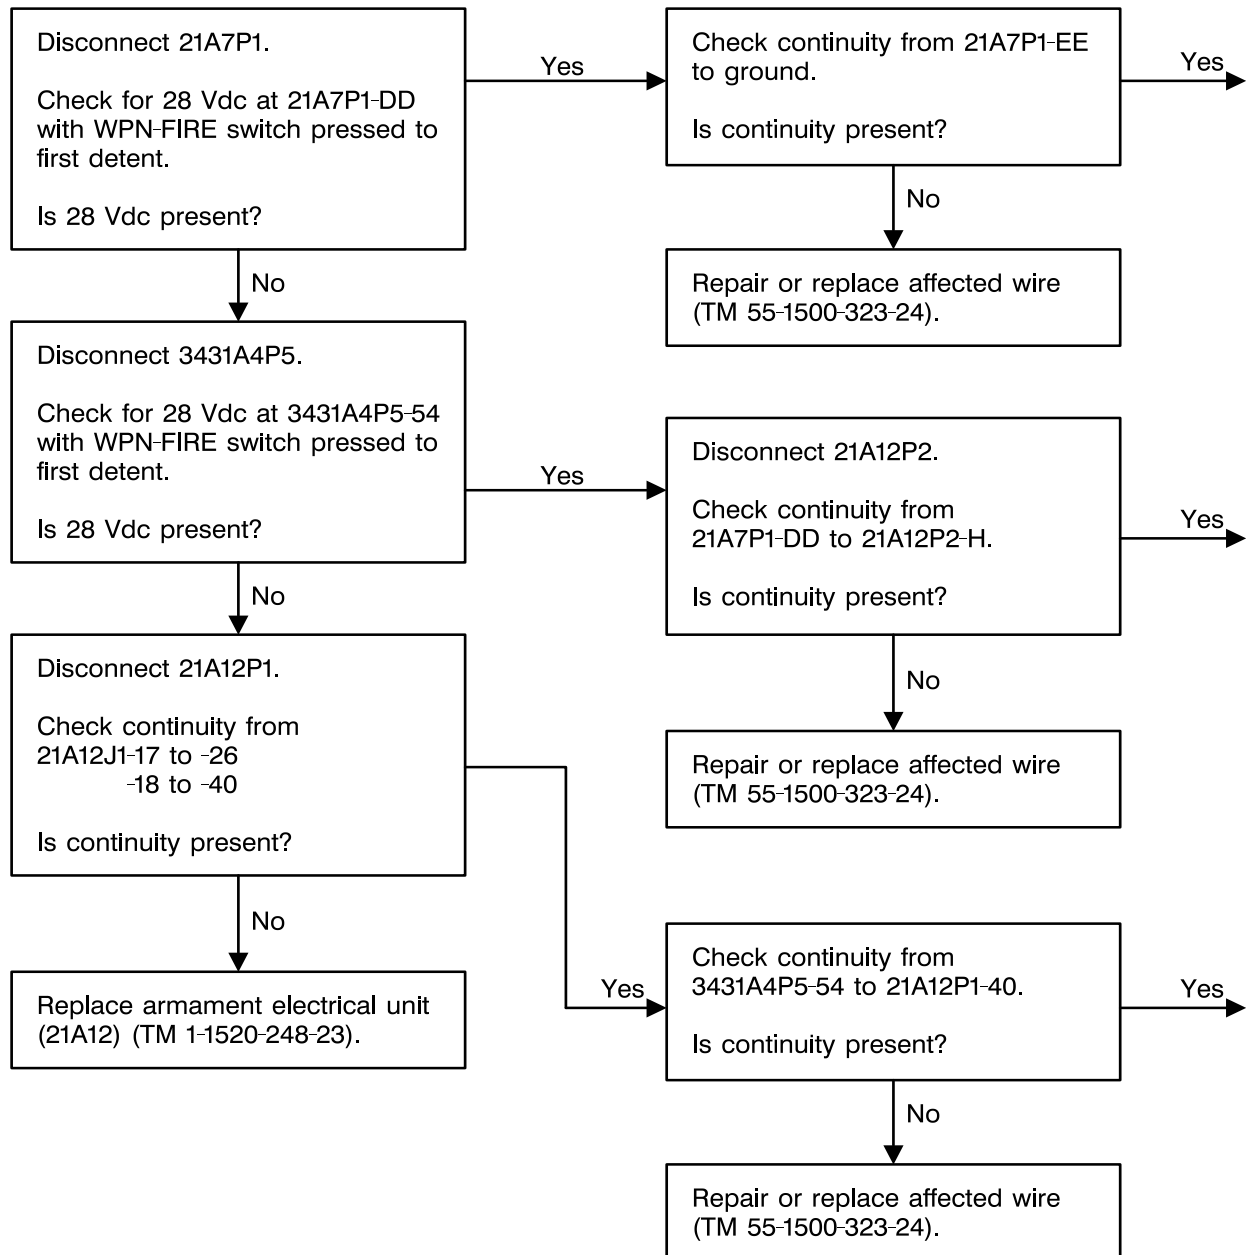 Disconnect 21A7P1.
Check for 28 Vdc at 21A7P1-DD
with WPN-FIRE switch pressed to
first detent.
Is 28 Vdc present?
Yes
Check continuity from 21A7P1-EE
to ground.
Is continuity present?
Yes
No
Repair or replace affected wire
(TM 55-1500-323-24).
No
Disconnect 3431A4P5.
Check for 28 Vdc at 3431A4P5-54
with WPN-FIRE switch pressed to
first detent.
Is 28 Vdc present?
Yes
Disconnect 21A12P2.
Check continuity from
21A7P1-DD to 21A12P2-H.
Is continuity present?
Yes
No
Repair or replace affected wire
(TM 55-1500-323-24).
No
Disconnect 21A12P1.
Check continuity from
21A12J1-17 to -26
-18 to -40
Is continuity present?
No
Replace armament electrical unit
(21A12) (TM 1-1520-248-23).
Yes
Check continuity from
3431A4P5-54 to 21A12P1-40.
Is continuity present?
Yes
No
Repair or replace affected wire
(TM 55-1500-323-24).